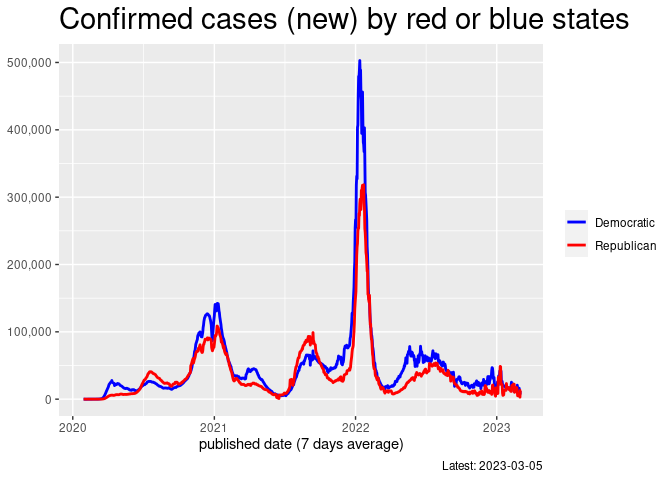 Confirmed cases (new) by red or blue states
500,000
400,000
300,000
200,000
100,000
0
2020 2021 2022 2023
published date (7 days average)
Democratic
Republican
Latest: 2023-03-05